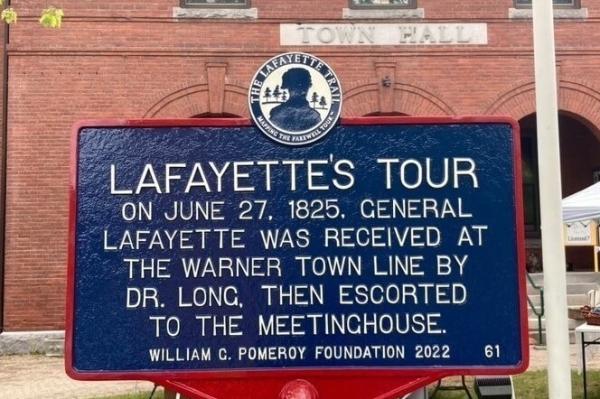 TOWN HALL
THE LAFAYETTE TRAIL
MAPPING THE FAREWELL TOUR
LAFAYETTE'S TOUR
ON JUNE 27, 1825, GENERAL
LAFAYETTE WAS RECEIVED AT
THE WARNER TOWN LINE BY
DR. LONG, THEN ESCORTED
TO THE MEETINGHOUSE.
WILLIAM G. POMEROY FOUNDATION 2022 61